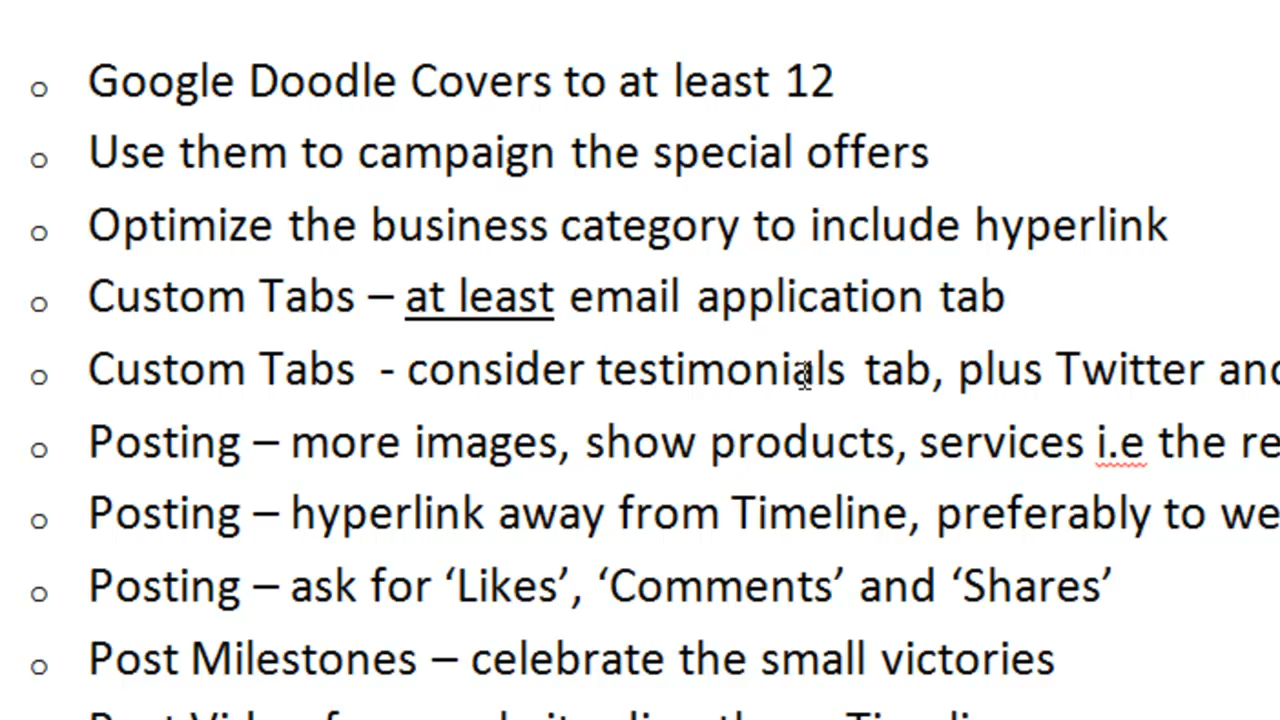 Google Doodle Covers to at least 12
Use them to campaign the special offers
Optimize the business category to include hyperlink
Custom Tabs – at least email application tab
Custom Tabs - consider testimonials tab, plus Twitter
Posting – more images, show products, services i.e the
Posting – hyperlink away from Timeline, preferably to
Posting – ask for ‘Likes’, ‘Comments’ and ‘Shares’
Post Milestones – celebrate the small victories